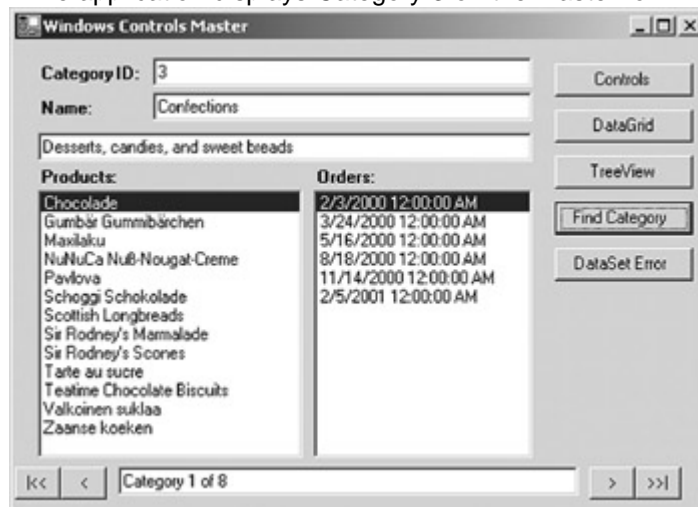 Windows Controls Master
Category ID: 3
Name: Confections
Desserts, candies, and sweet breads
Products:
Chocolade
Gumbär Gummibärchen
Maxilaku
NuNuCa Nuß-Nougat-Creme
Pavlova
Schoggi Schokolade
Scottish Longbreads
Sir Rodney's Marmalade
Sir Rodney's Scones
Tarte au sucre
Teatime Chocolate Biscuits
Valkoinen suklaa
Zaanse koeken
Orders:
2/3/2000 12:00:00 AM
3/24/2000 12:00:00 AM
5/16/2000 12:00:00 AM
8/18/2000 12:00:00 AM
11/14/2000 12:00:00 AM
2/5/2001 12:00:00 AM
Controls
DataGrid
TreeView
Find Category
DataSet Error
|<< < Category 1 of 8 > >>|